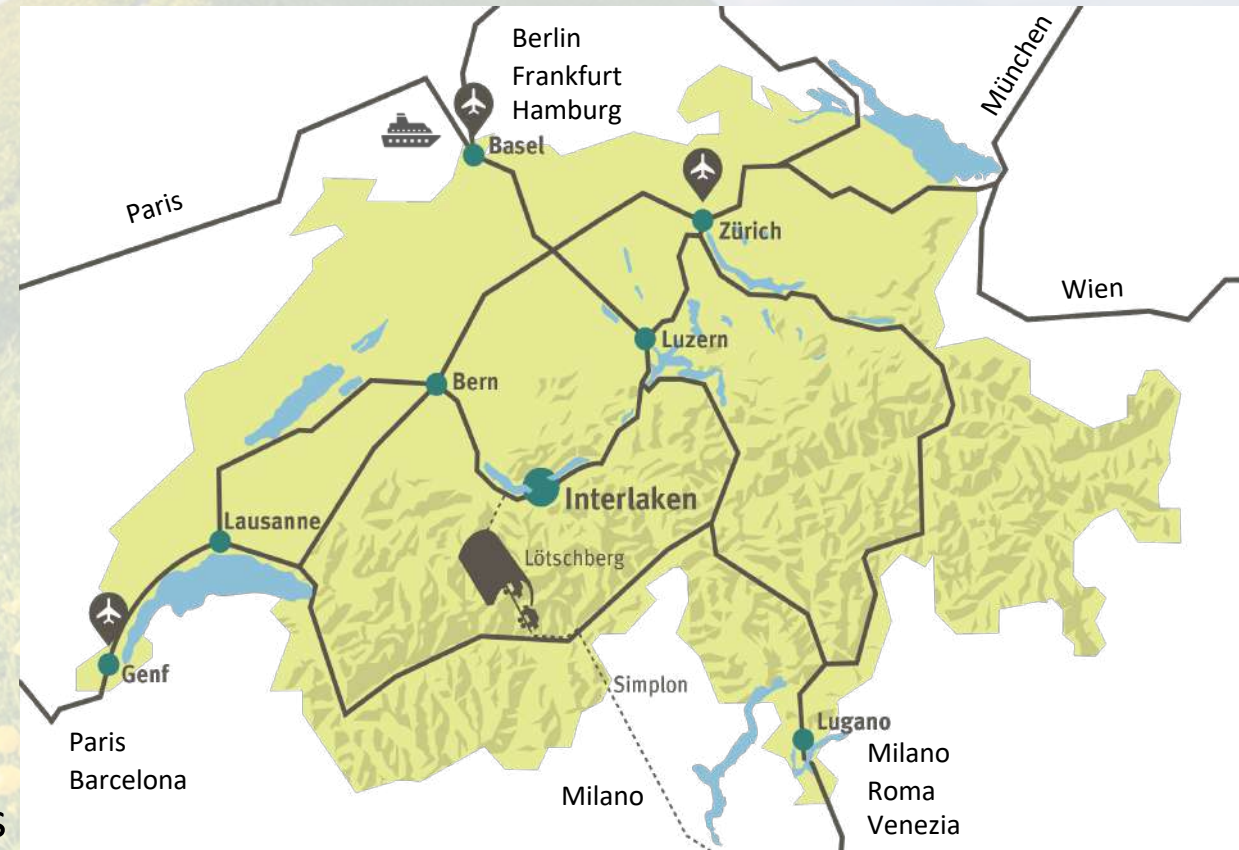 Berlin
Frankfurt
Hamburg
München
Basel
Paris
Zürich
Wien
Luzern
Bern
Interlaken
Lausanne
Lötschberg
Genf
Simplon
Lugano
Paris
Barcelona
Milano
Milano
Roma
Venezia
s